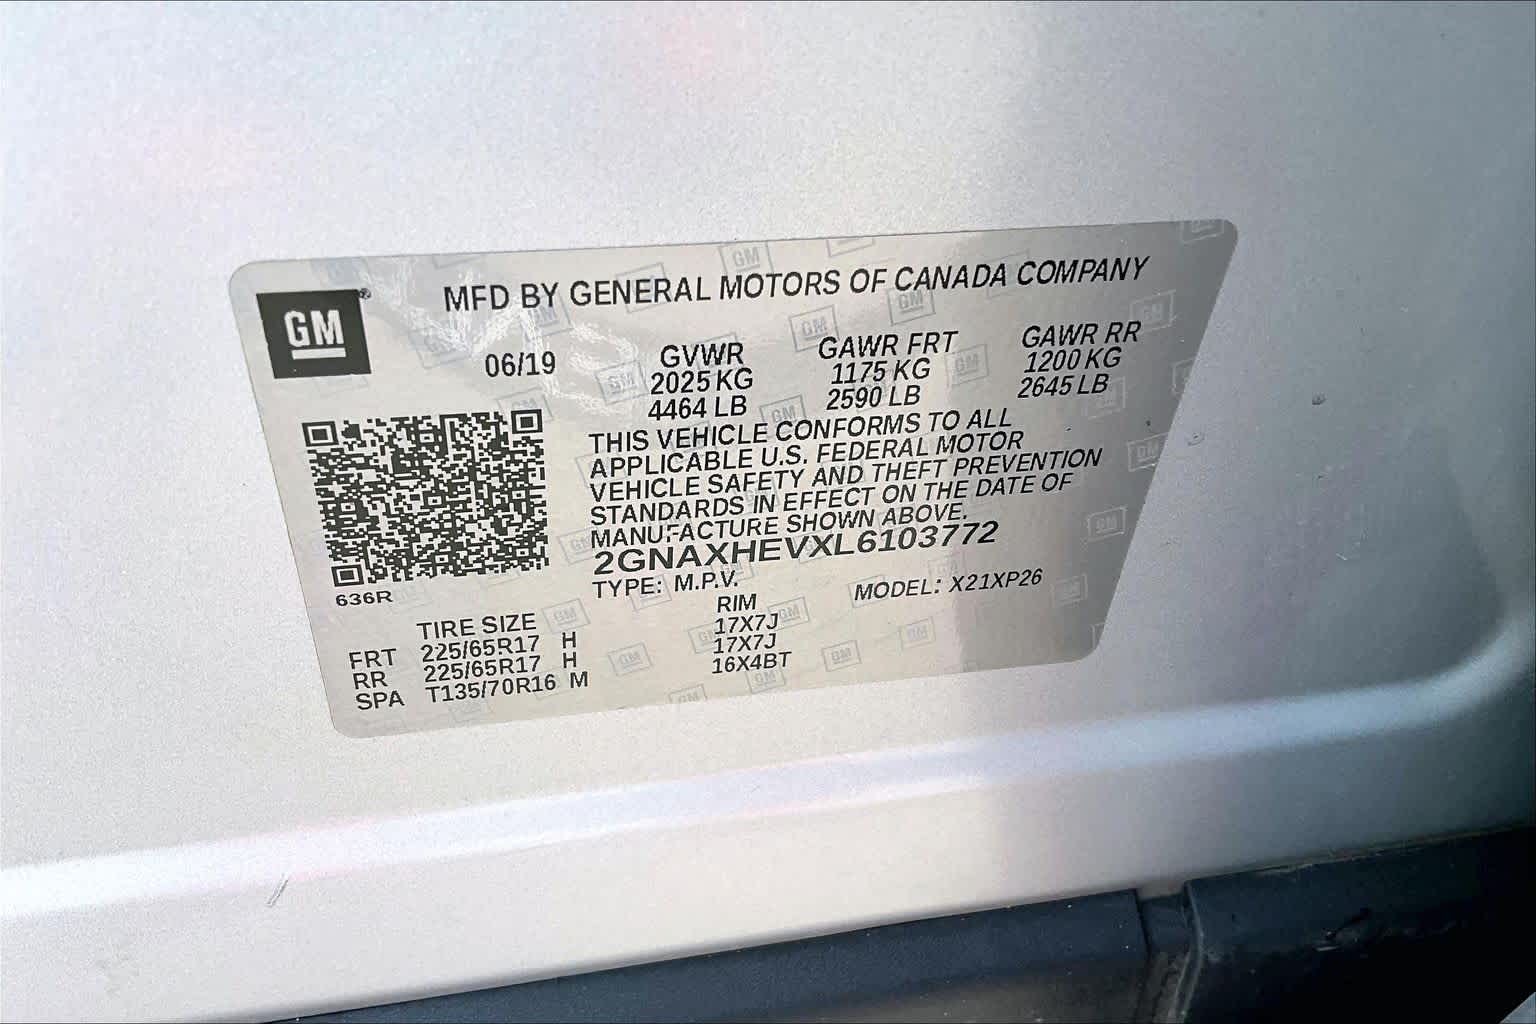 GM
MFD BY GENERAL MOTORS OF CANADA COMPANY
06/19
GVWR GAWR FRT GAWR RR
2025 KG 1175 KG 1200 KG
4464 LB 2590 LB 2645 LB
THIS VEHICLE CONFORMS TO ALL
APPLICABLE U.S. FEDERAL MOTOR
VEHICLE SAFETY AND THEFT PREVENTION
STANDARDS IN EFFECT ON THE DATE OF
MANUFACTURE SHOWN ABOVE.
2GNAXHEVXL6103772
TYPE: M.P.V. MODEL: X21XP26
636R
TIRE SIZE RIM
FRT 225/65R17 H 17X7J
RR 225/65R17 H 17X7J
SPA T135/70R16 M 16X4BT